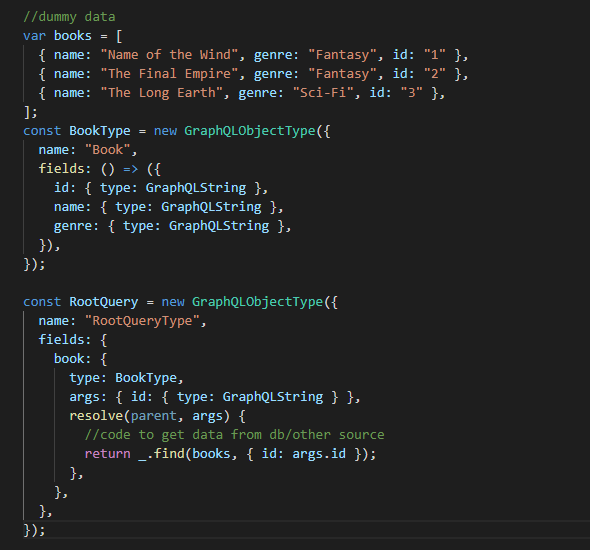 //dummy data
var books = [
  { name: "Name of the Wind", genre: "Fantasy", id: "1" },
  { name: "The Final Empire", genre: "Fantasy", id: "2" },
  { name: "The Long Earth", genre: "Sci-Fi", id: "3" },
];
const BookType = new GraphQLObjectType({
  name: "Book",
  fields: () => ({
    id: { type: GraphQLString },
    name: { type: GraphQLString },
    genre: { type: GraphQLString },
  }),
});

const RootQuery = new GraphQLObjectType({
  name: "RootQueryType",
  fields: {
    book: {
      type: BookType,
      args: { id: { type: GraphQLString } },
      resolve(parent, args) {
        //code to get data from db/other source
        return _.find(books, { id: args.id });
      },
    },
  },
});